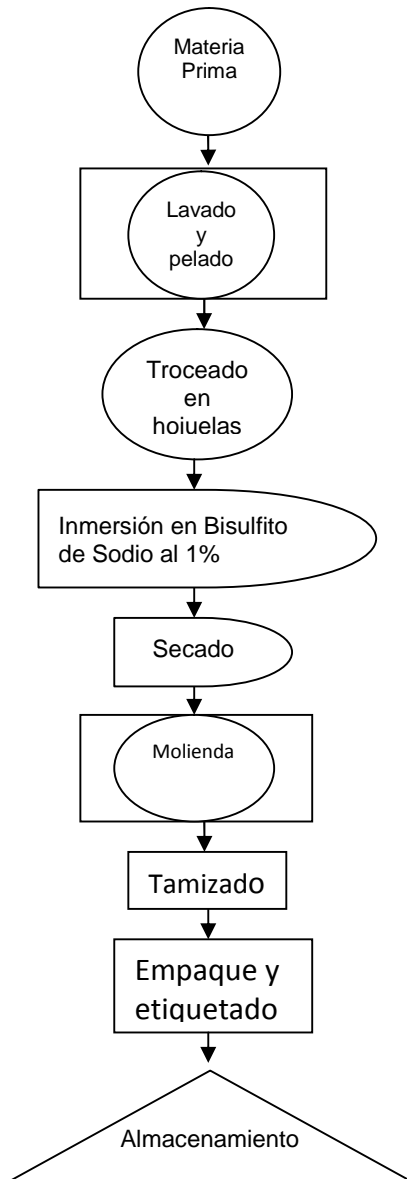 Materia
Prima
Lavado
y
pelado
Troceado
en
hoiuelas
Inmersión en Bisulfito
de Sodio al 1%
Secado
Molienda
Tamizado
Empaque y
etiquetado
Almacenamiento